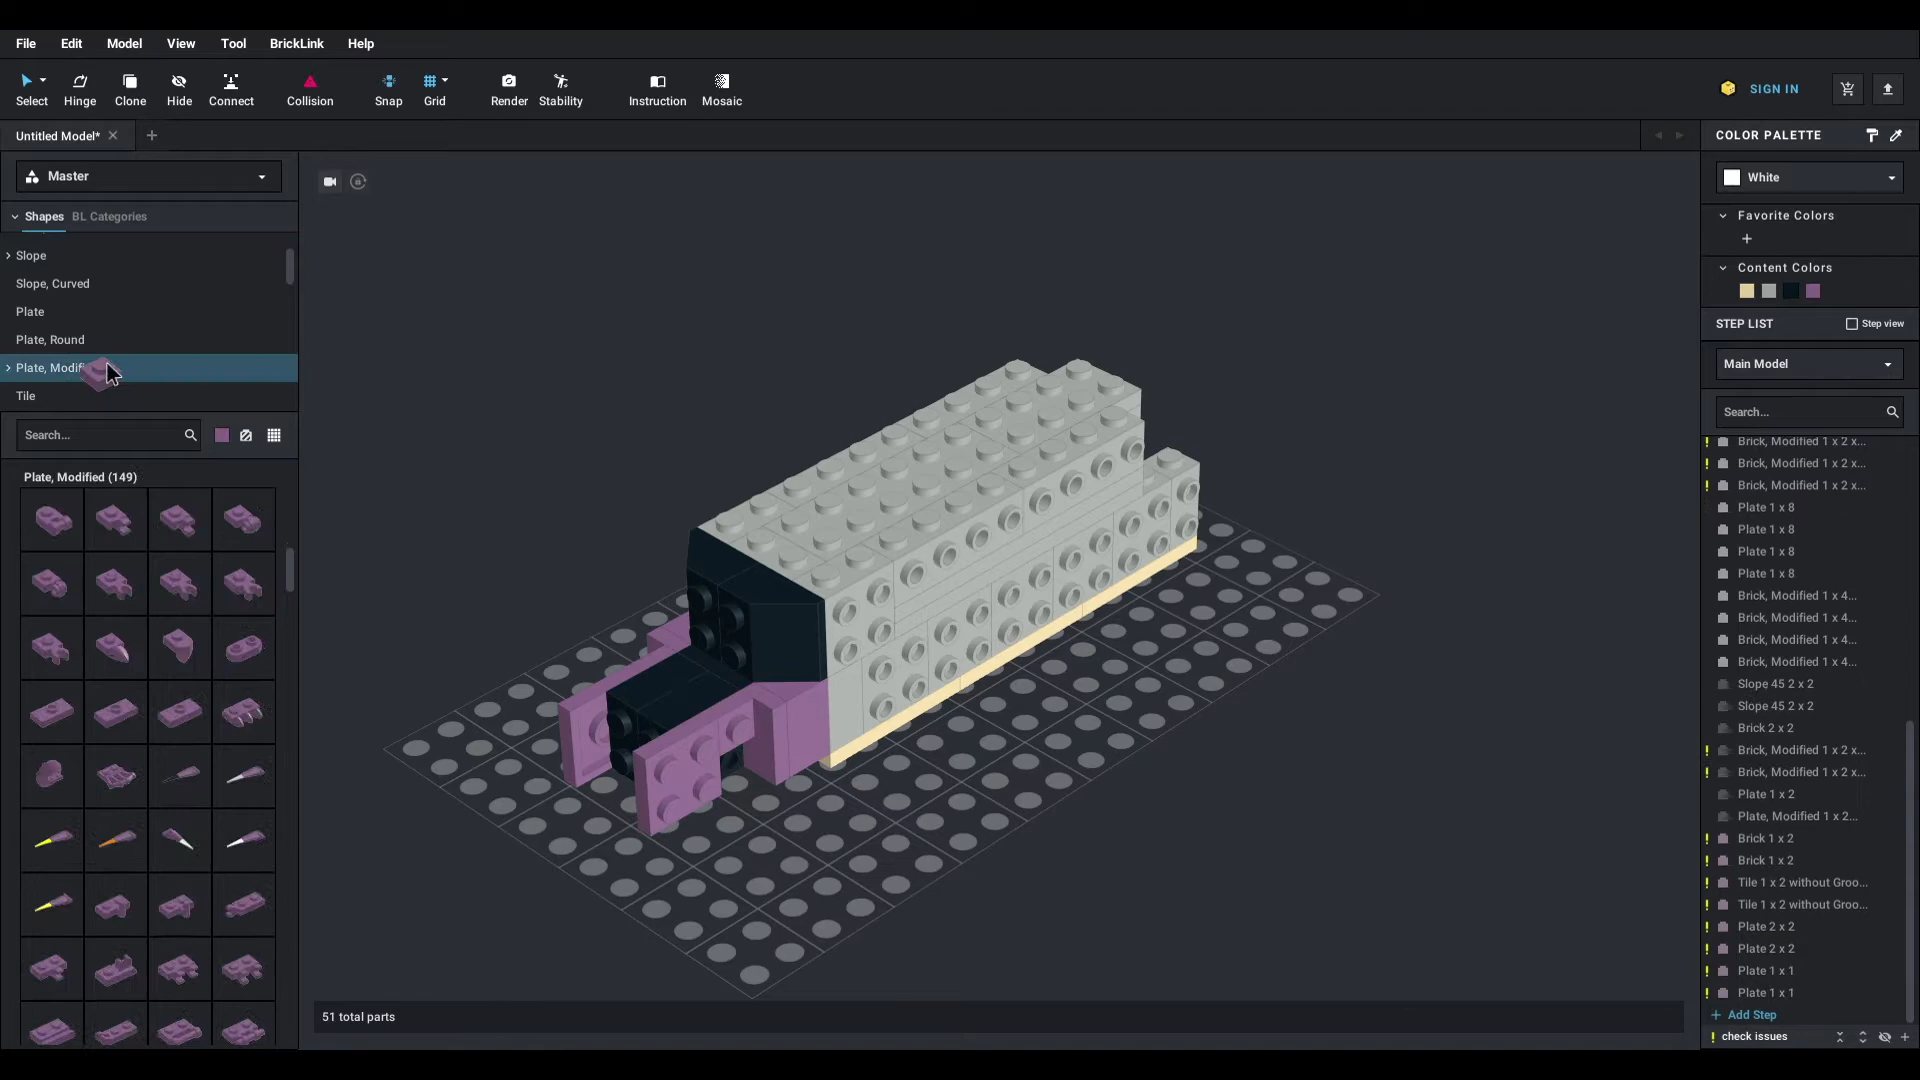 File Edit Model View Tool BrickLink Help
Select Hinge Clone Hide Connect Collision Snap Grid Render Stability Instruction Mosaic SIGN IN
Untitled Model*
COLOR PALETTE
Master
White
Shapes BL Categories
Favorite Colors
Slope
Slope, Curved
Content Colors
Plate
STEP LIST Step view
Plate, Round
Plate, Modifi
Main Model
Tile
Search...
Search...
Plate, Modified (149)
Brick, Modified 1 x 2 x...
Brick, Modified 1 x 2 x...
Brick, Modified 1 x 2 x...
Plate 1 x 8
Plate 1 x 8
Plate 1 x 8
Plate 1 x 8
Brick, Modified 1 x 4...
Brick, Modified 1 x 4...
Brick, Modified 1 x 4...
Brick, Modified 1 x 4...
Slope 45 2 x 2
Slope 45 2 x 2
Brick 2 x 2
Brick, Modified 1 x 2 x...
Brick, Modified 1 x 2 x...
Plate 1 x 2
Plate, Modified 1 x 2...
Brick 1 x 2
Brick 1 x 2
Tile 1 x 2 without Groo...
Tile 1 x 2 without Groo...
Plate 2 x 2
Plate 2 x 2
Plate 1 x 1
Plate 1 x 1
+ Add Step
51 total parts
! check issues